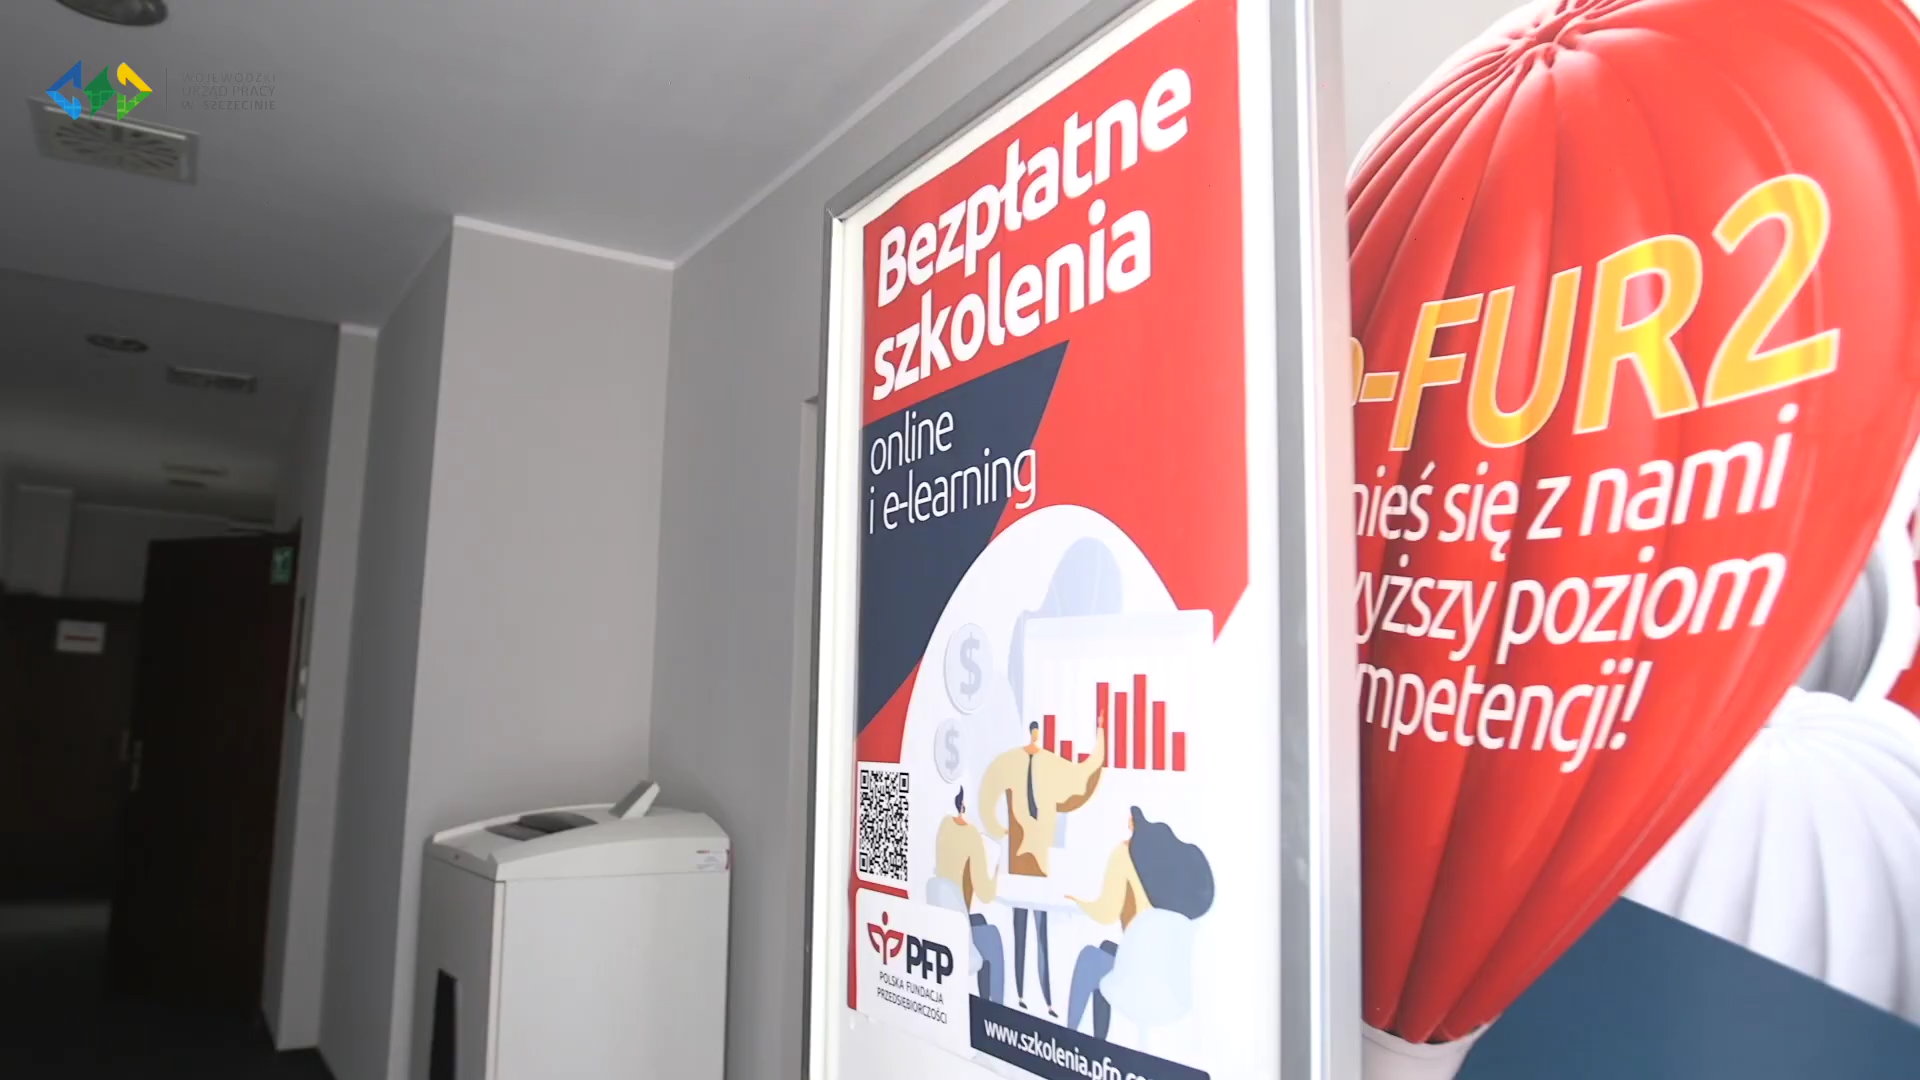 WOJEWÓDZKI
URZĄD PRACY
W SZCZECINIE
Bezpłatne
szkolenia
online
i e-learning
$
$
PFP
POLSKA FUNDACJA
PRZEDSIĘBIORCZOŚCI
www.szkolenia.pfp.co
-FUR2
nieś się z nami
yższy poziom
mpetencji!